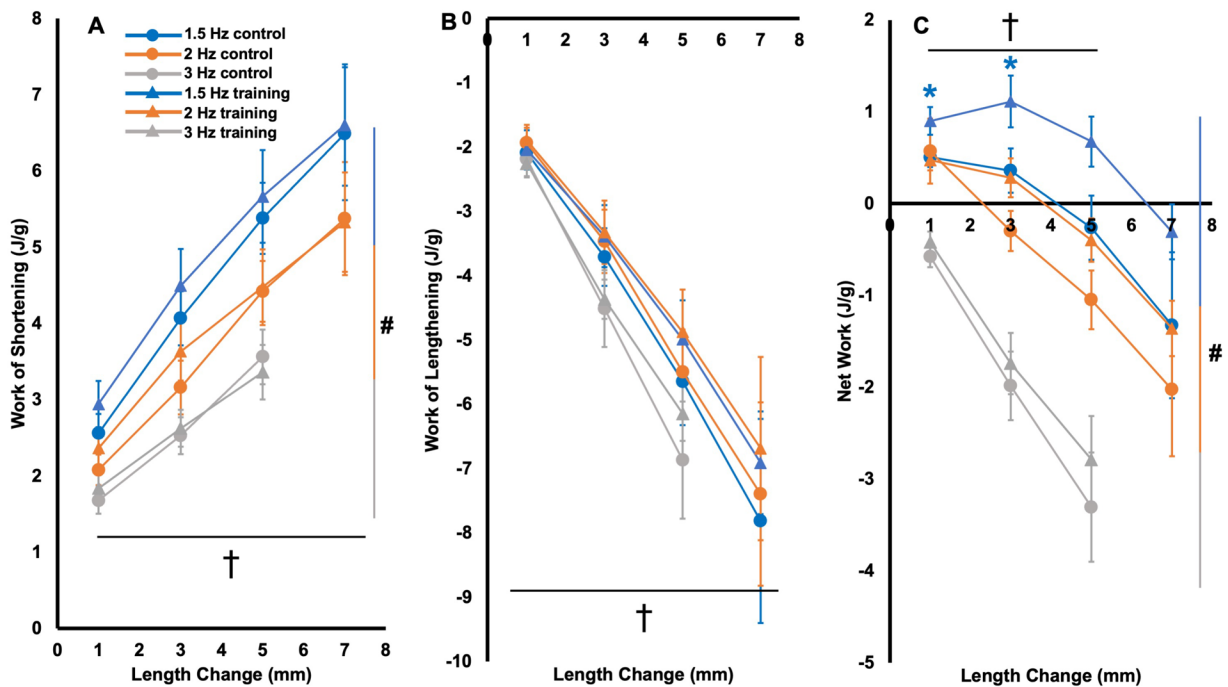 A
1.5 Hz control
2 Hz control
3 Hz control
1.5 Hz training
2 Hz training
3 Hz training
8
7
6
5
4
3
2
1
0
Work of Shortening (J/g)
0 1 2 3 4 5 6 7 8
Length Change (mm)
†
#
B
0
0 1 2 3 4 5 6 7 8
-2
-3
-4
-5
-6
-7
-8
-9
-10
Work of Lengthening (J/g)
†
Length Change (mm)
C
2
1
0
-1
-2
-3
-4
-5
Net Work (J/g)
†
*
*
0 1 2 3 4 5 6 7 8
#
Length Change (mm)